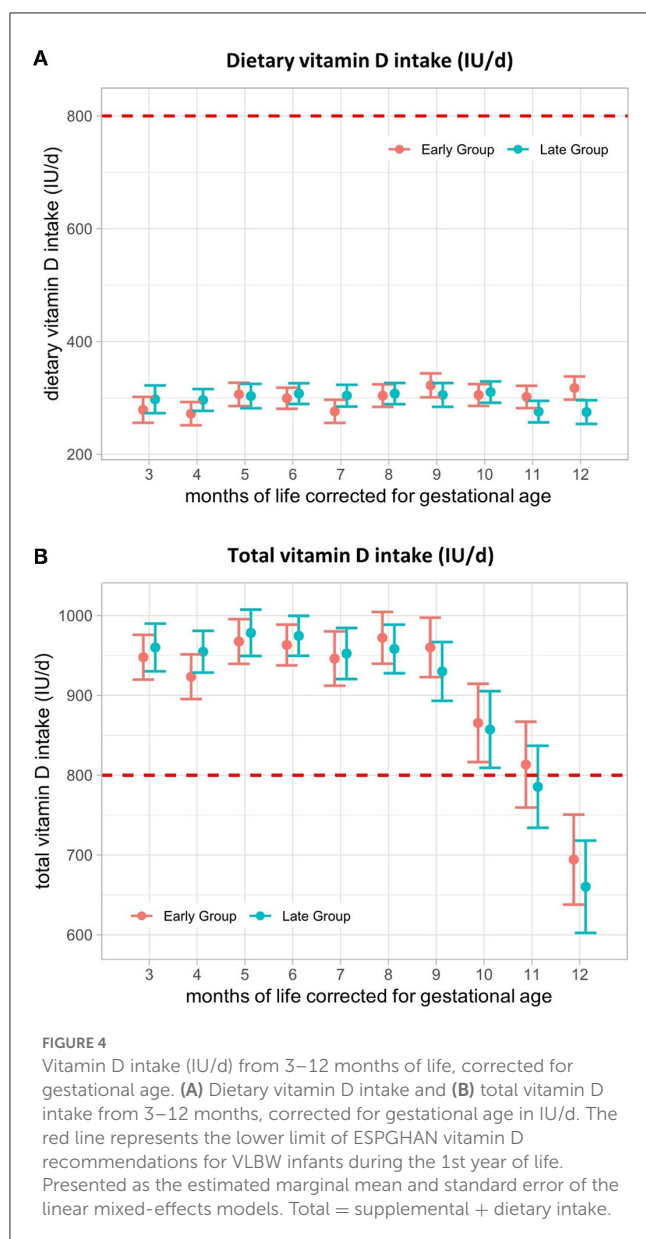 A
Dietary vitamin D intake (IU/d)
800
600
400
200
dietary vitamin D intake (IU/d)
Early Group Late Group
3 4 5 6 7 8 9 10 11 12
months of life corrected for gestational age
B
Total vitamin D intake (IU/d)
1000
900
800
700
600
total vitamin D intake (IU/d)
Early Group Late Group
3 4 5 6 7 8 9 10 11 12
months of life corrected for gestational age
FIGURE 4
Vitamin D intake (IU/d) from 3–12 months of life, corrected for
gestational age. (A) Dietary vitamin D intake and (B) total vitamin D
intake from 3–12 months, corrected for gestational age in IU/d. The
red line represents the lower limit of ESPGHAN vitamin D
recommendations for VLBW infants during the 1st year of life.
Presented as the estimated marginal mean and standard error of the
linear mixed-effects models. Total = supplemental + dietary intake.